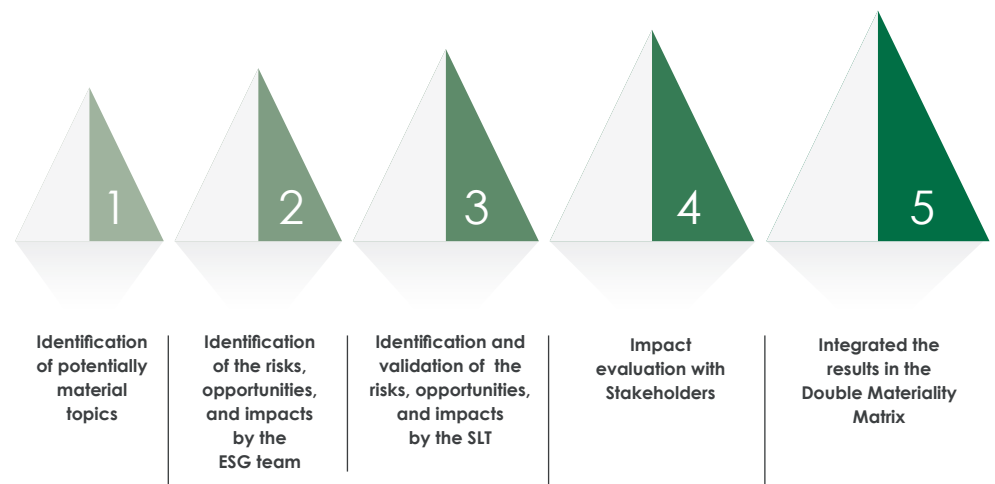 1
2
3
4
5
Identification
of potentially
material
topics
Identification
of the risks,
opportunities,
and impacts
by the
ESG team
Identification and
validation of the
risks, opportunities,
and impacts
by the SLT
Impact
evaluation with
Stakeholders
Integrated the
results in the
Double Materiality
Matrix